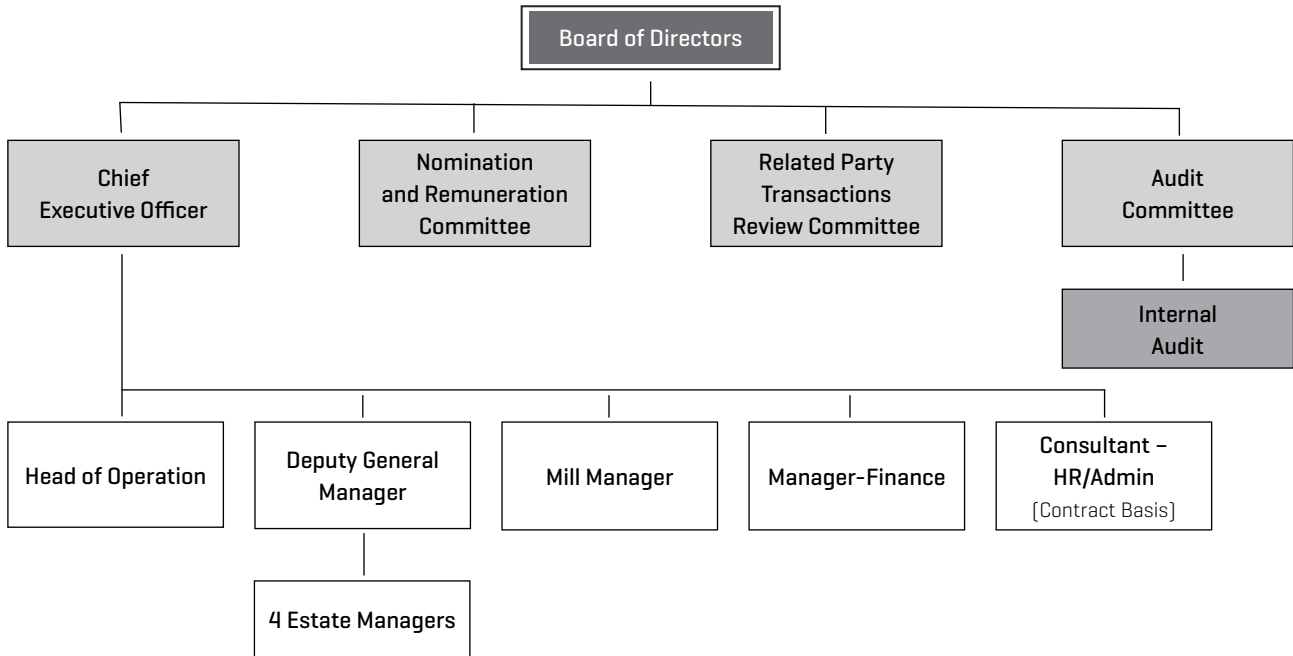 Board of Directors
Chief
Executive Officer
Nomination
and Remuneration
Committee
Related Party
Transactions
Review Committee
Audit
Committee
Internal
Audit
Head of Operation
Deputy General
Manager
Mill Manager
Manager-Finance
Consultant –
HR/Admin
(Contract Basis)
4 Estate Managers